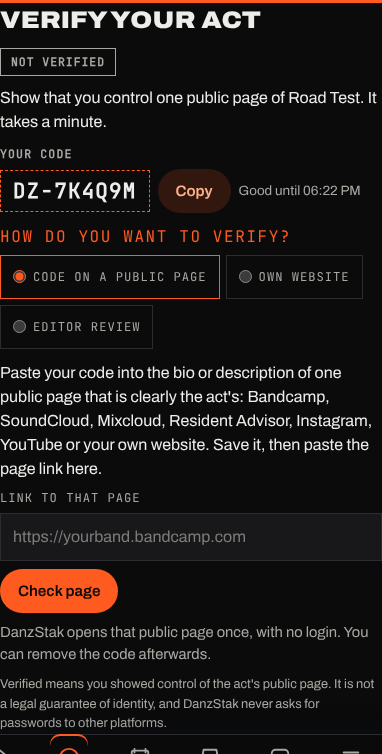 VERIFY YOUR ACT
NOT VERIFIED
Show that you control one public page of Road Test. It
takes a minute.
YOUR CODE
DZ-7K4Q9M Copy Good until 06:22 PM
HOW DO YOU WANT TO VERIFY?
CODE ON A PUBLIC PAGE OWN WEBSITE
EDITOR REVIEW
Paste your code into the bio or description of one
public page that is clearly the act's: Bandcamp,
SoundCloud, Mixcloud, Resident Advisor, Instagram,
YouTube or your own website. Save it, then paste the
page link here.
LINK TO THAT PAGE
https://yourband.bandcamp.com
Check page
DanzStak opens that public page once, with no login. You
can remove the code afterwards.
Verified means you showed control of the act's public page. It is not
a legal guarantee of identity, and DanzStak never asks for
passwords to other platforms.